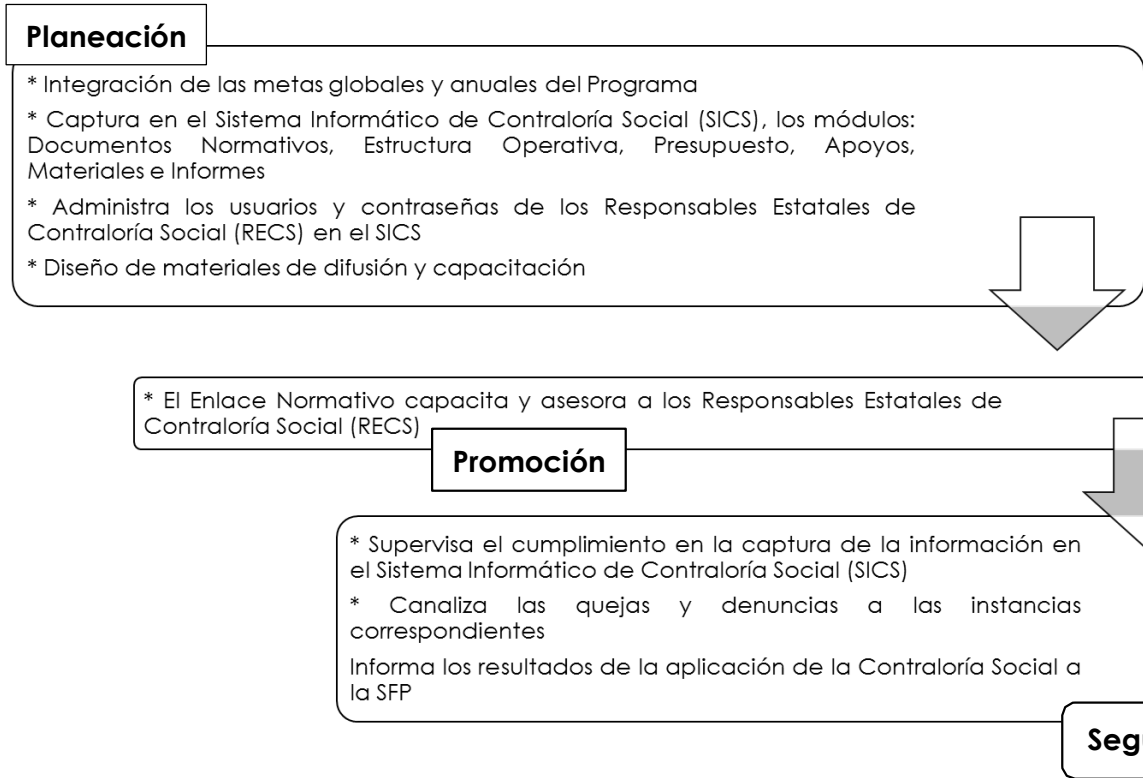 Planeación
* Integración de las metas globales y anuales del Programa
* Captura en el Sistema Informático de Contraloría Social (SICS), los módulos:
Documentos Normativos, Estructura Operativa, Presupuesto, Apoyos,
Materiales e Informes
* Administra los usuarios y contraseñas de los Responsables Estatales de
Contraloría Social (RECS) en el SICS
* Diseño de materiales de difusión y capacitación
* El Enlace Normativo capacita y asesora a los Responsables Estatales de
Contraloría Social (RECS)
Promoción
* Supervisa el cumplimiento en la captura de la información en
el Sistema Informático de Contraloría Social (SICS)
* Canaliza las quejas y denuncias a las instancias
correspondientes
Informa los resultados de la aplicación de la Contraloría Social a
la SFP